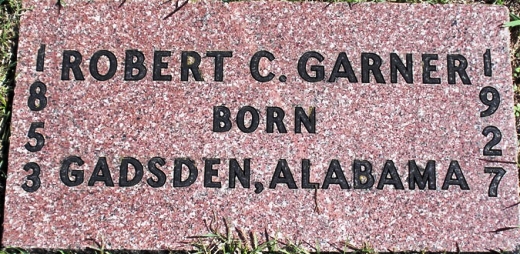 1853
ROBERT C. GARNER
BORN
GADSDEN, ALABAMA
1927